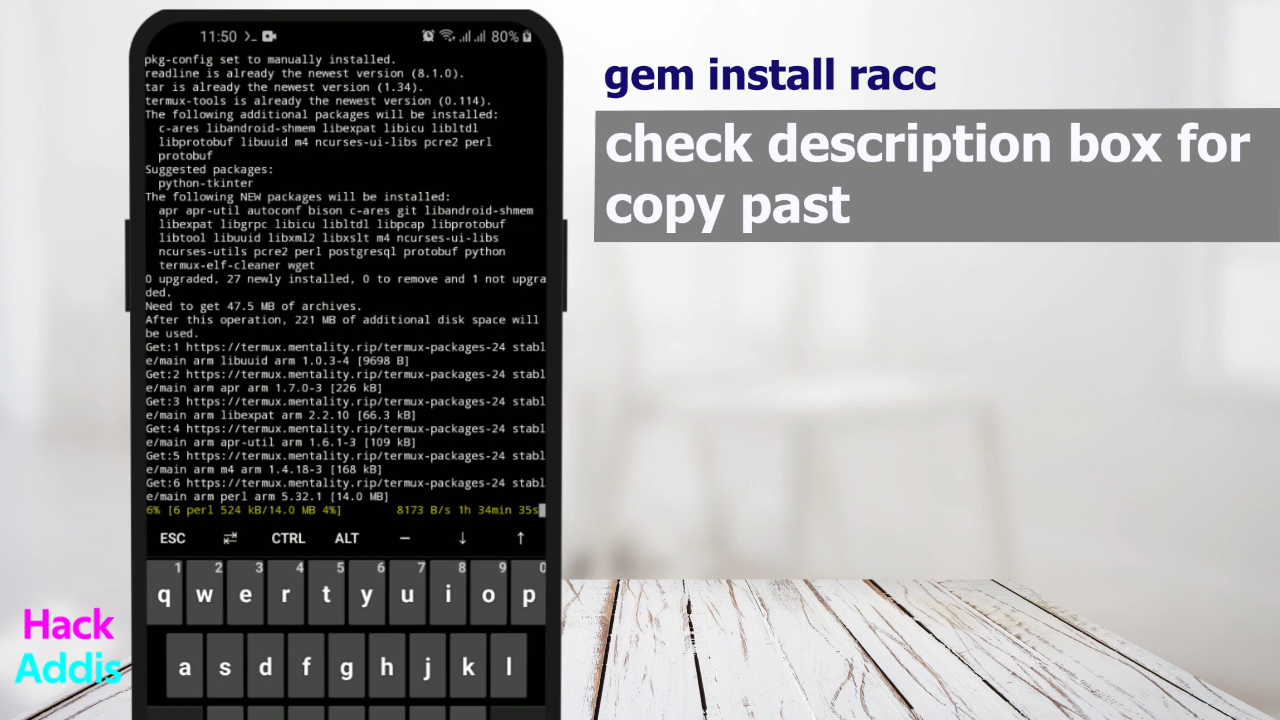 11:50 >_
80%
pkg-config set to manually installed.
readline is already the newest version (8.1.0).
tar is already the newest version (1.34).
termux-tools is already the newest version (0.114).
The following additional packages will be installed:
c-ares libandroid-shmem libexpat libicu libltdl
libprotobuf libuuid m4 ncurses-ui-libs pcre2 perl
protobuf
Suggested packages:
python-tkinter
The following NEW packages will be installed:
apr apr-util autoconf bison c-ares git libandroid-shmem
libexpat libgrpc libicu libltdl libpcap libprotobuf
libtool libuuid libxml2 libxslt m4 ncurses-ui-libs
ncurses-utils pcre2 perl postgresql protobuf python
termux-elf-cleaner wget
0 upgraded, 27 newly installed, 0 to remove and 1 not upgra
ded.
Need to get 47.5 MB of archives.
After this operation, 221 MB of additional disk space will
be used.
Get:1 https://termux.mentality.rip/termux-packages-24 stabl
e/main arm libuuid arm 1.0.3-4 [9698 B]
Get:2 https://termux.mentality.rip/termux-packages-24 stabl
e/main arm apr arm 1.7.0-3 [226 kB]
Get:3 https://termux.mentality.rip/termux-packages-24 stabl
e/main arm libexpat arm 2.2.10 [66.3 kB]
Get:4 https://termux.mentality.rip/termux-packages-24 stabl
e/main arm apr-util arm 1.6.1-3 [109 kB]
Get:5 https://termux.mentality.rip/termux-packages-24 stabl
e/main arm m4 arm 1.4.18-3 [168 kB]
Get:6 https://termux.mentality.rip/termux-packages-24 stabl
e/main arm perl arm 5.32.1 [14.0 MB]
6% [6 perl 524 kB/14.0 MB 4%] 8173 B/s 1h 34min 35s
ESC ⇄ CTRL ALT — ↓ ↑
1 2 3 4 5 6 7 8 9 0
q w e r t y u i o p
a s d f g h j k l
gem install racc
check description box for
copy past
Hack
Addis